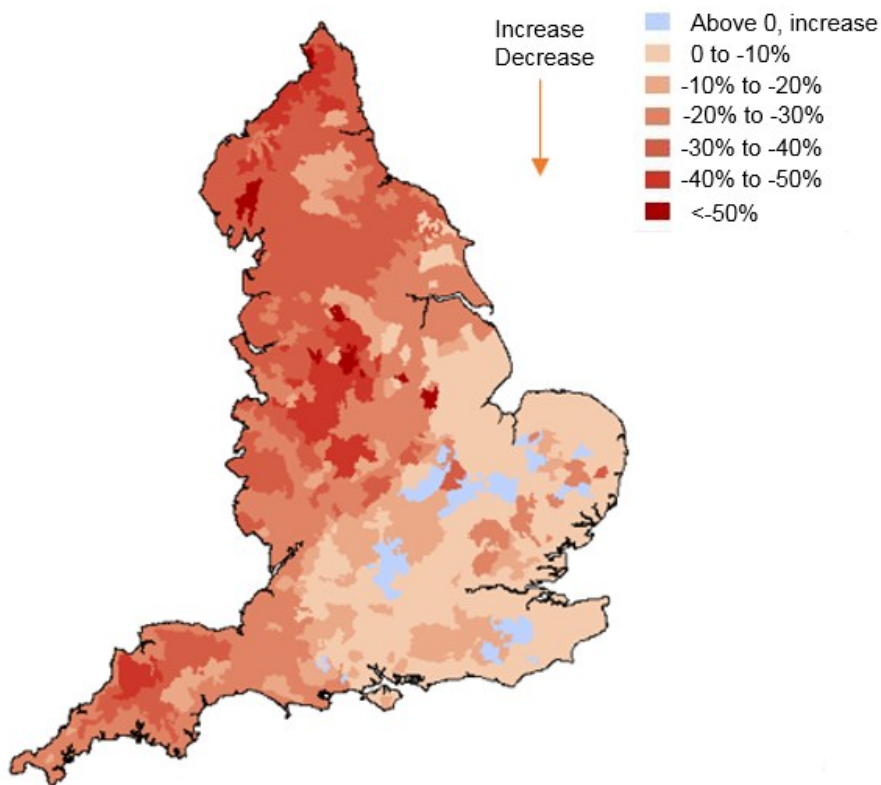 Increase
Decrease
Above 0, increase
0 to -10%
-10% to -20%
-20% to -30%
-30% to -40%
-40% to -50%
<-50%